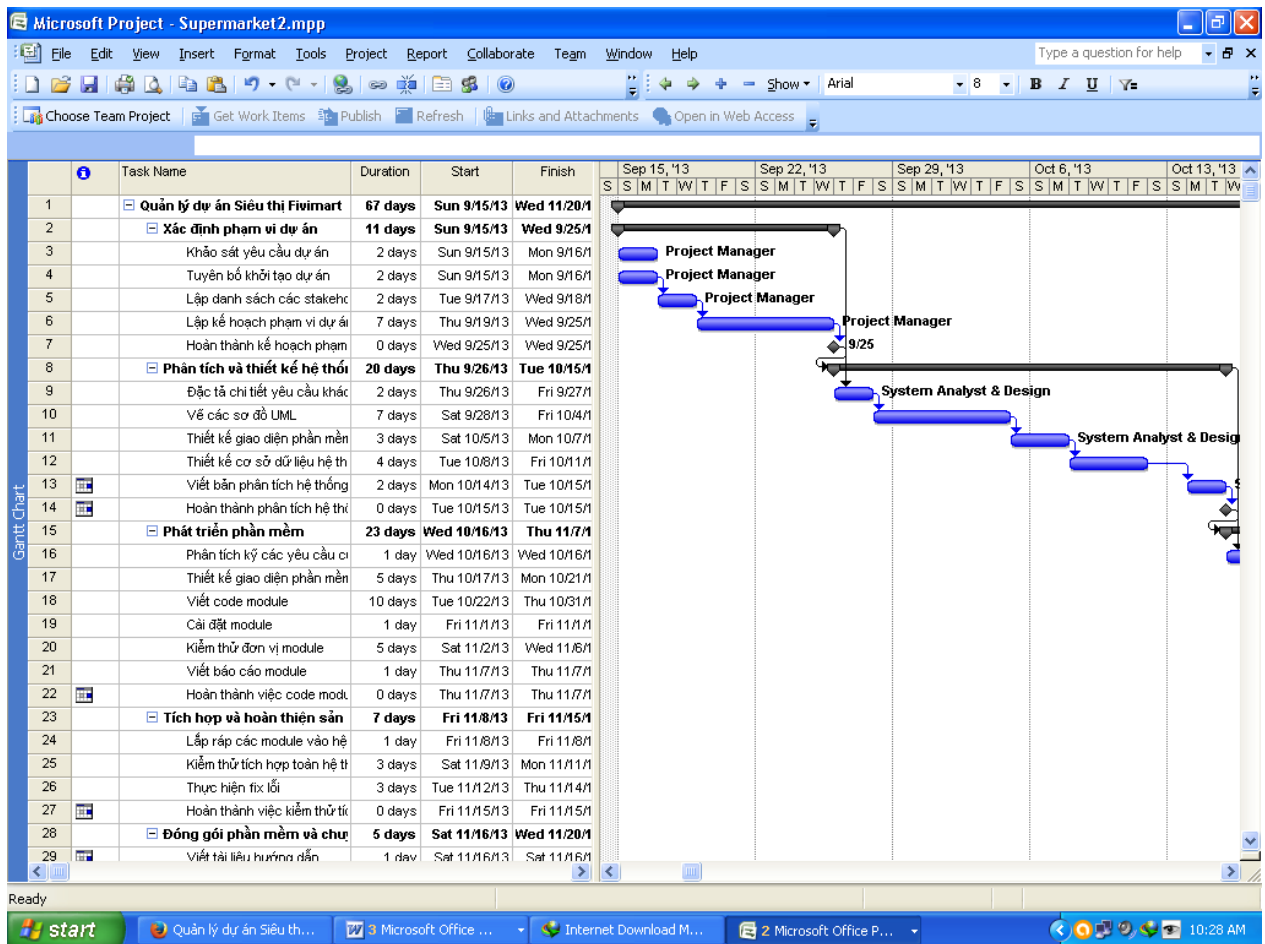 Microsoft Project - Supermarket2.mpp
File Edit View Insert Format Tools Project Report Collaborate Team Window Help Type a question for help
Show Arial 8 B I U
Choose Team Project Get Work Items Publish Refresh Links and Attachments Open in Web Access
Task Name Duration Start Finish Sep 15, '13 Sep 22, '13 Sep 29, '13 Oct 6, '13 Oct 13, '13
S S M T W T F S S M T W T F S S M T W T F S S M T W T F S S M T W
1 Quản lý dự án Siêu thị Fivimart 67 days Sun 9/15/13 Wed 11/20/1
2 Xác định phạm vi dự án 11 days Sun 9/15/13 Wed 9/25/1
3 Khảo sát yêu cầu dự án 2 days Sun 9/15/13 Mon 9/16/1 Project Manager
4 Tuyên bố khởi tạo dự án 2 days Sun 9/15/13 Mon 9/16/1 Project Manager
5 Lập danh sách các stakeho 2 days Tue 9/17/13 Wed 9/18/1 Project Manager
6 Lập kế hoạch phạm vi dự án 7 days Thu 9/19/13 Wed 9/25/1 Project Manager
7 Hoàn thành kế hoạch phạm 0 days Wed 9/25/13 Wed 9/25/1 9/25
8 Phân tích và thiết kế hệ thối 20 days Thu 9/26/13 Tue 10/15/1
9 Đặc tả chi tiết yêu cầu khác 2 days Thu 9/26/13 Fri 9/27/1 System Analyst & Design
10 Vẽ các sơ đồ UML 7 days Sat 9/28/13 Fri 10/4/1
11 Thiết kế giao diện phần mền 3 days Sat 10/5/13 Mon 10/7/1 System Analyst & Desig
12 Thiết kế cơ sở dữ liệu hệ th 4 days Tue 10/8/13 Fri 10/11/1
13 Viết bản phân tích hệ thống 2 days Mon 10/14/13 Tue 10/15/1 S
14 Hoàn thành phân tích hệ thố 0 days Tue 10/15/13 Tue 10/15/1
15 Phát triển phần mềm 23 days Wed 10/16/13 Thu 11/7/1
16 Phân tích kỹ các yêu cầu củ 1 day Wed 10/16/13 Wed 10/16/1
17 Thiết kế giao diện phần mền 5 days Thu 10/17/13 Mon 10/21/1
18 Viết code module 10 days Tue 10/22/13 Thu 10/31/1
19 Cài đặt module 1 day Fri 11/1/13 Fri 11/1/1
20 Kiểm thử đơn vị module 5 days Sat 11/2/13 Wed 11/6/1
21 Viết báo cáo module 1 day Thu 11/7/13 Thu 11/7/1
22 Hoàn thành việc code modu 0 days Thu 11/7/13 Thu 11/7/1
23 Tích hợp và hoàn thiện sản 7 days Fri 11/8/13 Fri 11/15/1
24 Lắp ráp các module vào hệ 1 day Fri 11/8/13 Fri 11/8/1
25 Kiểm thử tích hợp toàn hệ th 3 days Sat 11/9/13 Mon 11/11/1
26 Thực hiện fix lỗi 3 days Tue 11/12/13 Thu 11/14/1
27 Hoàn thành việc kiểm thử tíc 0 days Fri 11/15/13 Fri 11/15/1
28 Đóng gói phần mềm và chu 5 days Sat 11/16/13 Wed 11/20/1
29 Viết tài liệu hướng dẫn 1 day Sat 11/16/13 Sat 11/16/1
Gantt Chart
Ready
start Quản lý dự án Siêu th... 3 Microsoft Office ... Internet Download M... 2 Microsoft Office P... 10:28 AM